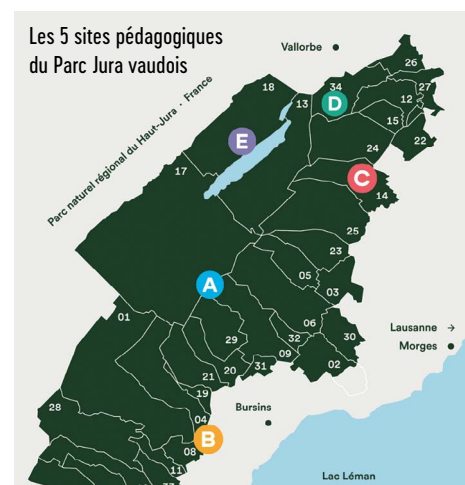 Les 5 sites pédagogiques
du Parc Jura vaudois
Vallorbe
Parc naturel régional du Haut-Jura · France
26
18
34
27
13
D
12
15
E
22
24
17
C
14
25
23
A
05
03
01
06
Lausanne →
30
29
32
Morges
09
02
31
20
21
19
28
Bursins
04
B
08
11
Lac Léman